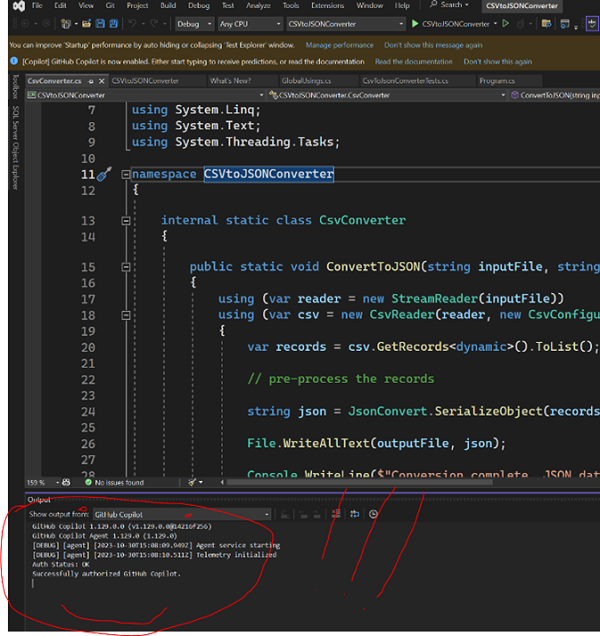 File Edit View Git Project Build Debug Test Analyze Tools Extensions Window Help Search CSVtoJSONConverter
Debug Any CPU CSVtoJSONConverter CSVtoJSONConverter
You can improve 'Startup' performance by auto hiding or collapsing 'Test Explorer' window. Manage performance Don't show this message again
[Copilot] GitHub Copilot is now enabled. Either start typing to receive predictions, or read the documentation Read the documentation Don't show this again
CsvConverter.cs CSVtoJSONConverter What's New? GlobalUsings.cs CsvToJsonConverterTests.cs Program.cs
Toolbox
SQL Server Object Explorer
CSVtoJSONConverter CSVtoJSONConverter.CsvConverter ConvertToJSON(string inp
7 using System.Linq;
8 using System.Text;
9 using System.Threading.Tasks;
10
11 namespace CSVtoJSONConverter
12 {
13 internal static class CsvConverter
14 {
15 public static void ConvertToJSON(string inputFile, string
16 {
17 using (var reader = new StreamReader(inputFile))
18 using (var csv = new CsvReader(reader, new CsvConfigu
19 {
20 var records = csv.GetRecords<dynamic>().ToList();
21
22 // pre-process the records
23
24 string json = JsonConvert.SerializeObject(records
25
26 File.WriteAllText(outputFile, json);
27
28 Console.WriteLine($"Conversion complete. JSON dat
159 % No issues found
Output
Show output from: GitHub Copilot
GitHub Copilot 1.129.0.0 (v1.129.0.0@14216f256)
GitHub Copilot Agent 1.129.0 (1.129.0)
[DEBUG] [agent] [2023-10-30T15:08:09.949Z] Agent service starting
[DEBUG] [agent] [2023-10-30T15:08:10.511Z] Telemetry initialized
Auth Status: OK
Successfully authorized GitHub Copilot.